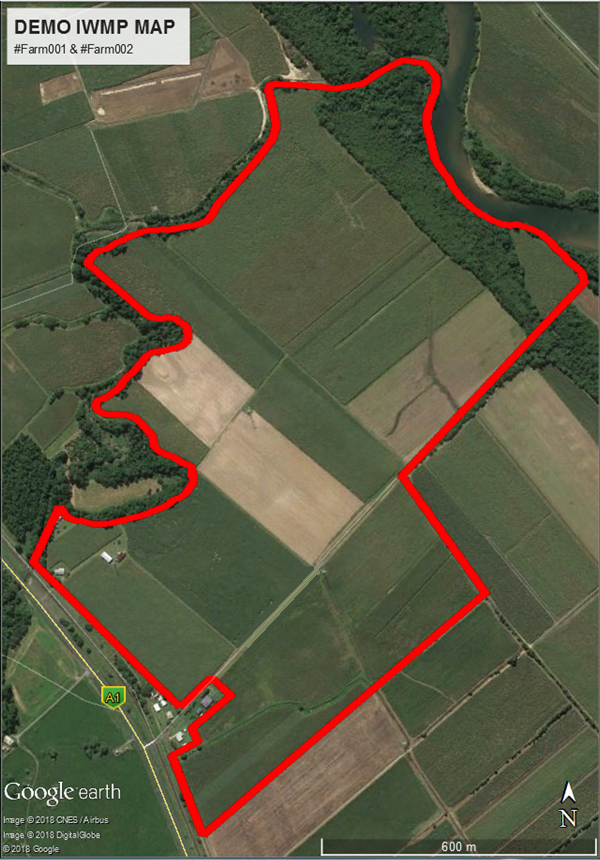 DEMO IWMP MAP
#Farm001 & #Farm002
A1
Google earth
Image © 2018 CNES / Airbus
Image © 2018 DigitalGlobe
© 2018 Google
600 m
N